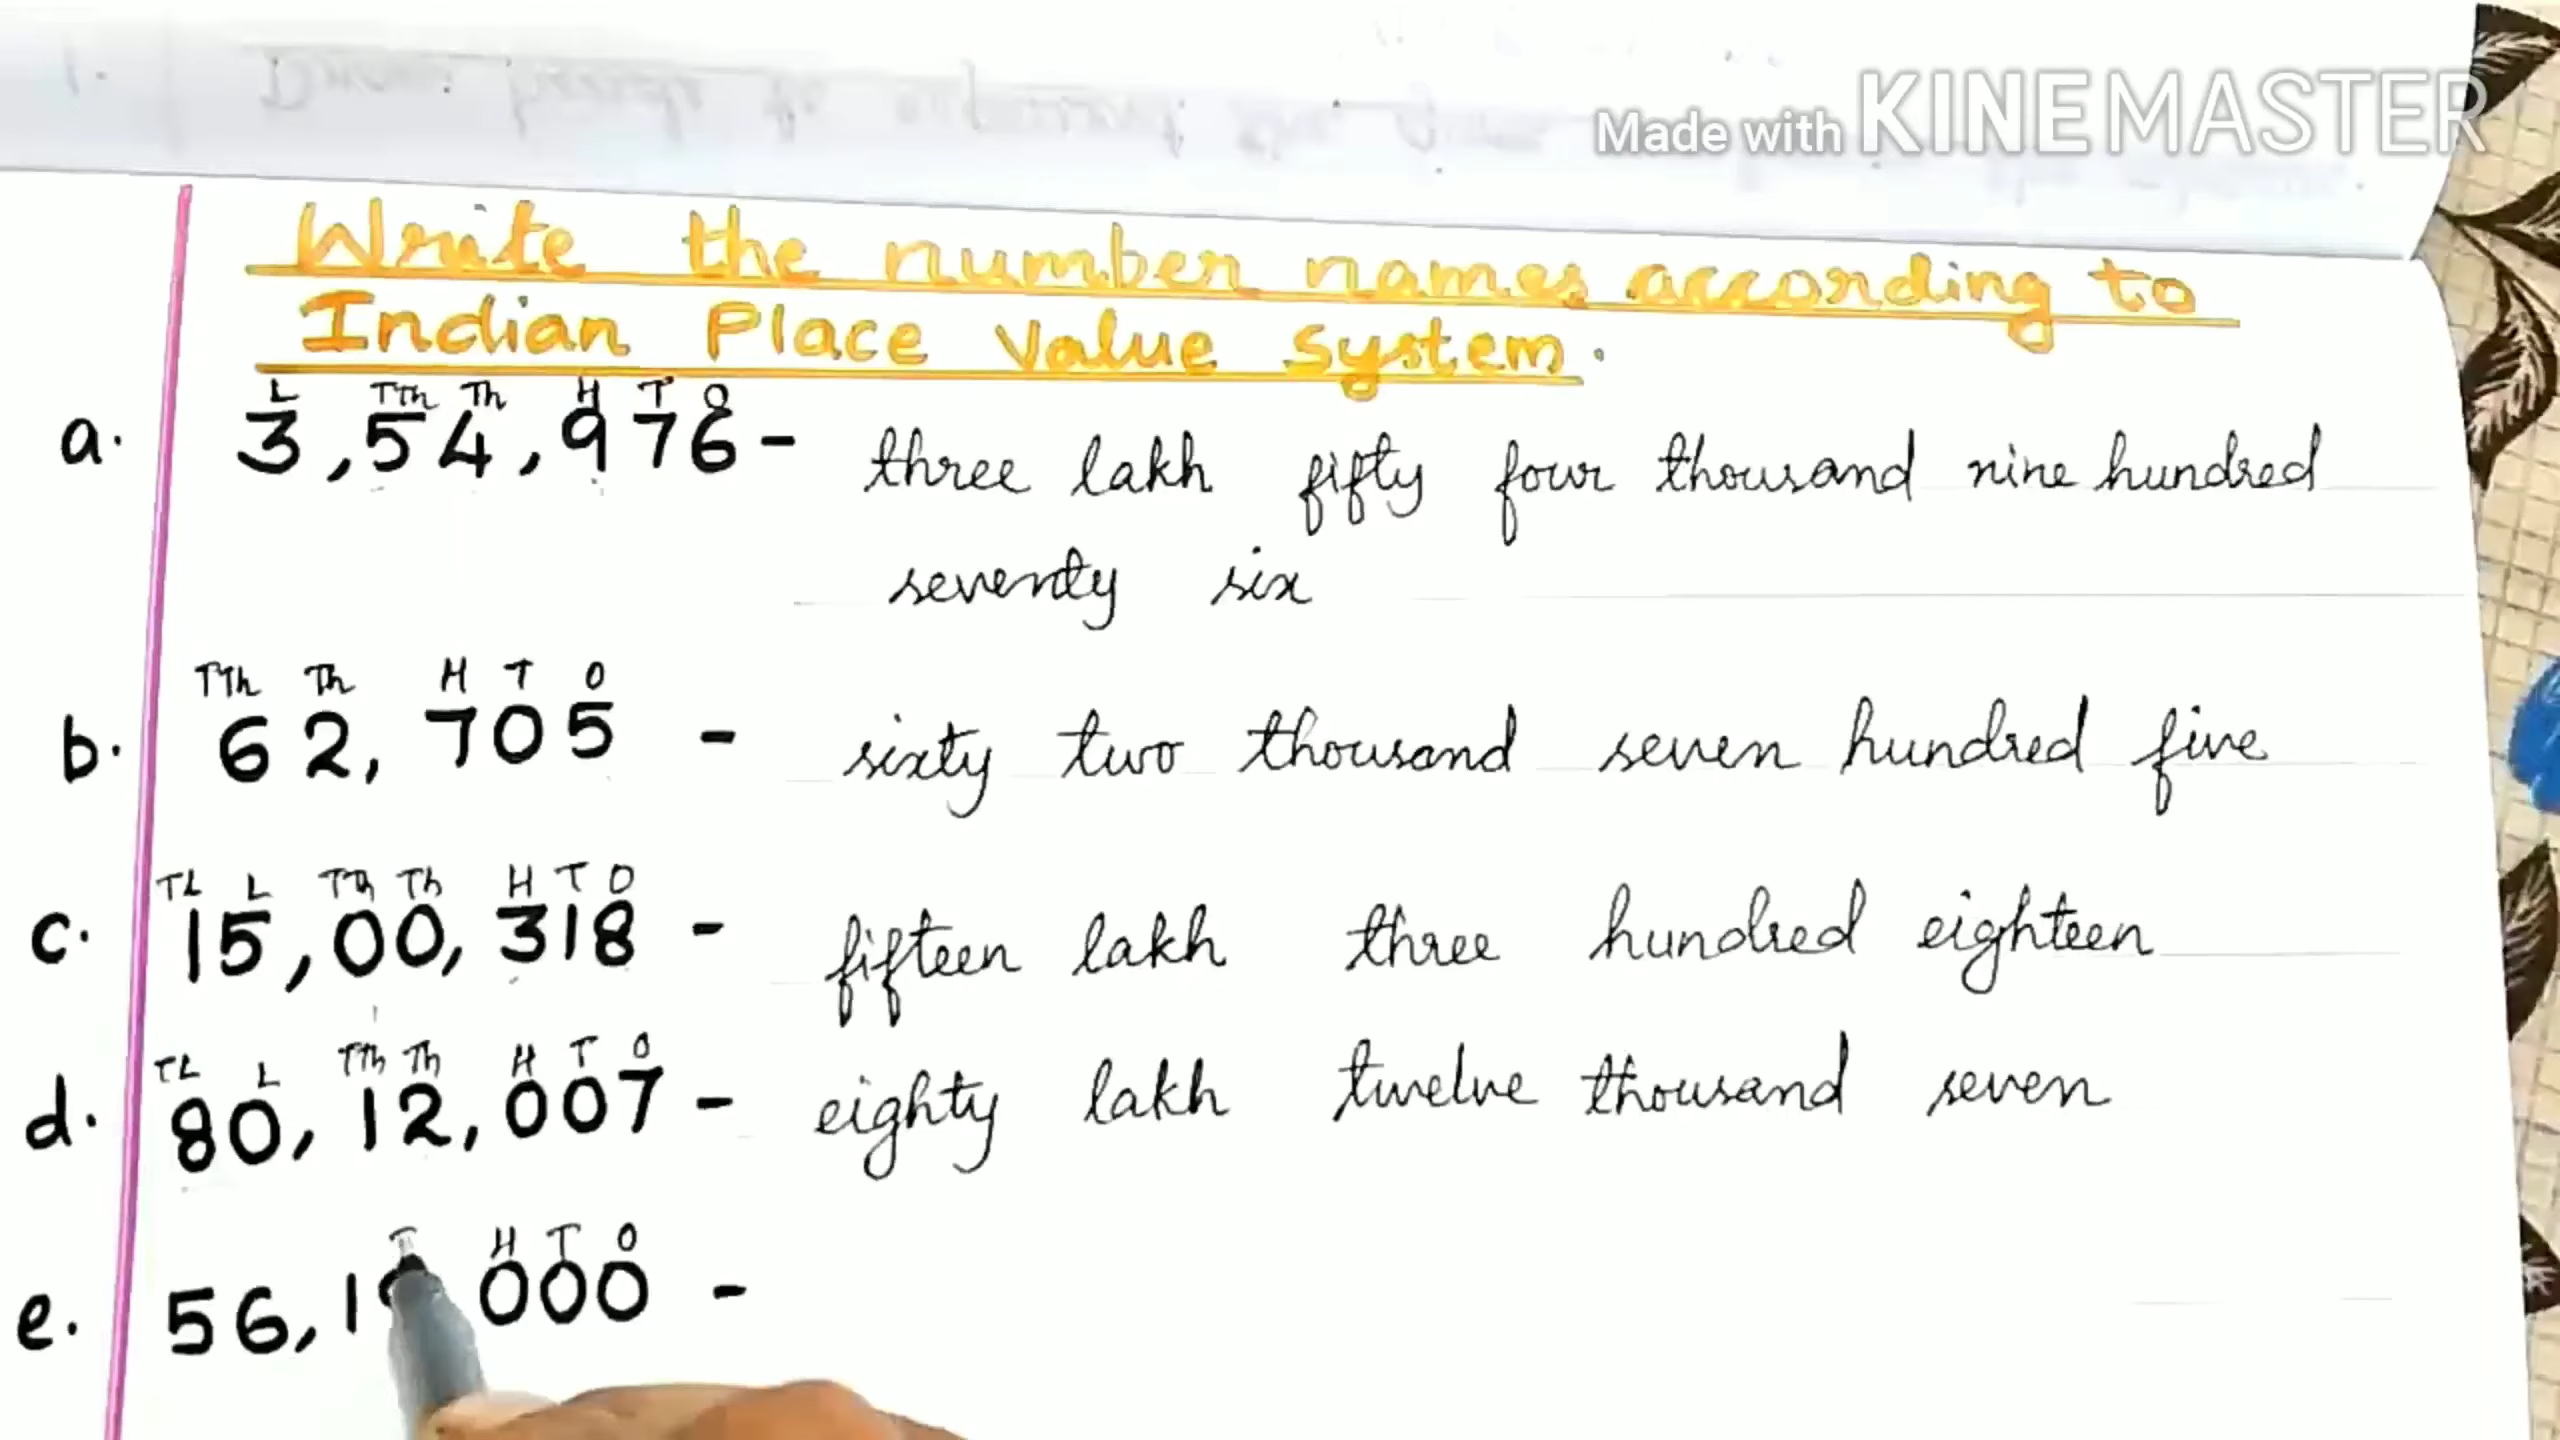 Made with KINEMASTER
Write the number names according to
Indian Place Value System.
L TTh Th H T O
a. 3,54,976 - three lakh fifty four thousand nine hundred
seventy six
TTh Th H T O
b. 62,705 - sixty two thousand seven hundred five
TL L TTh Th H T O
c. 15,00,318 - fifteen lakh three hundred eighteen
TL L TTh Th H T O
d. 80,12,007 - eighty lakh twelve thousand seven
T H T O
e. 56,1 000 -